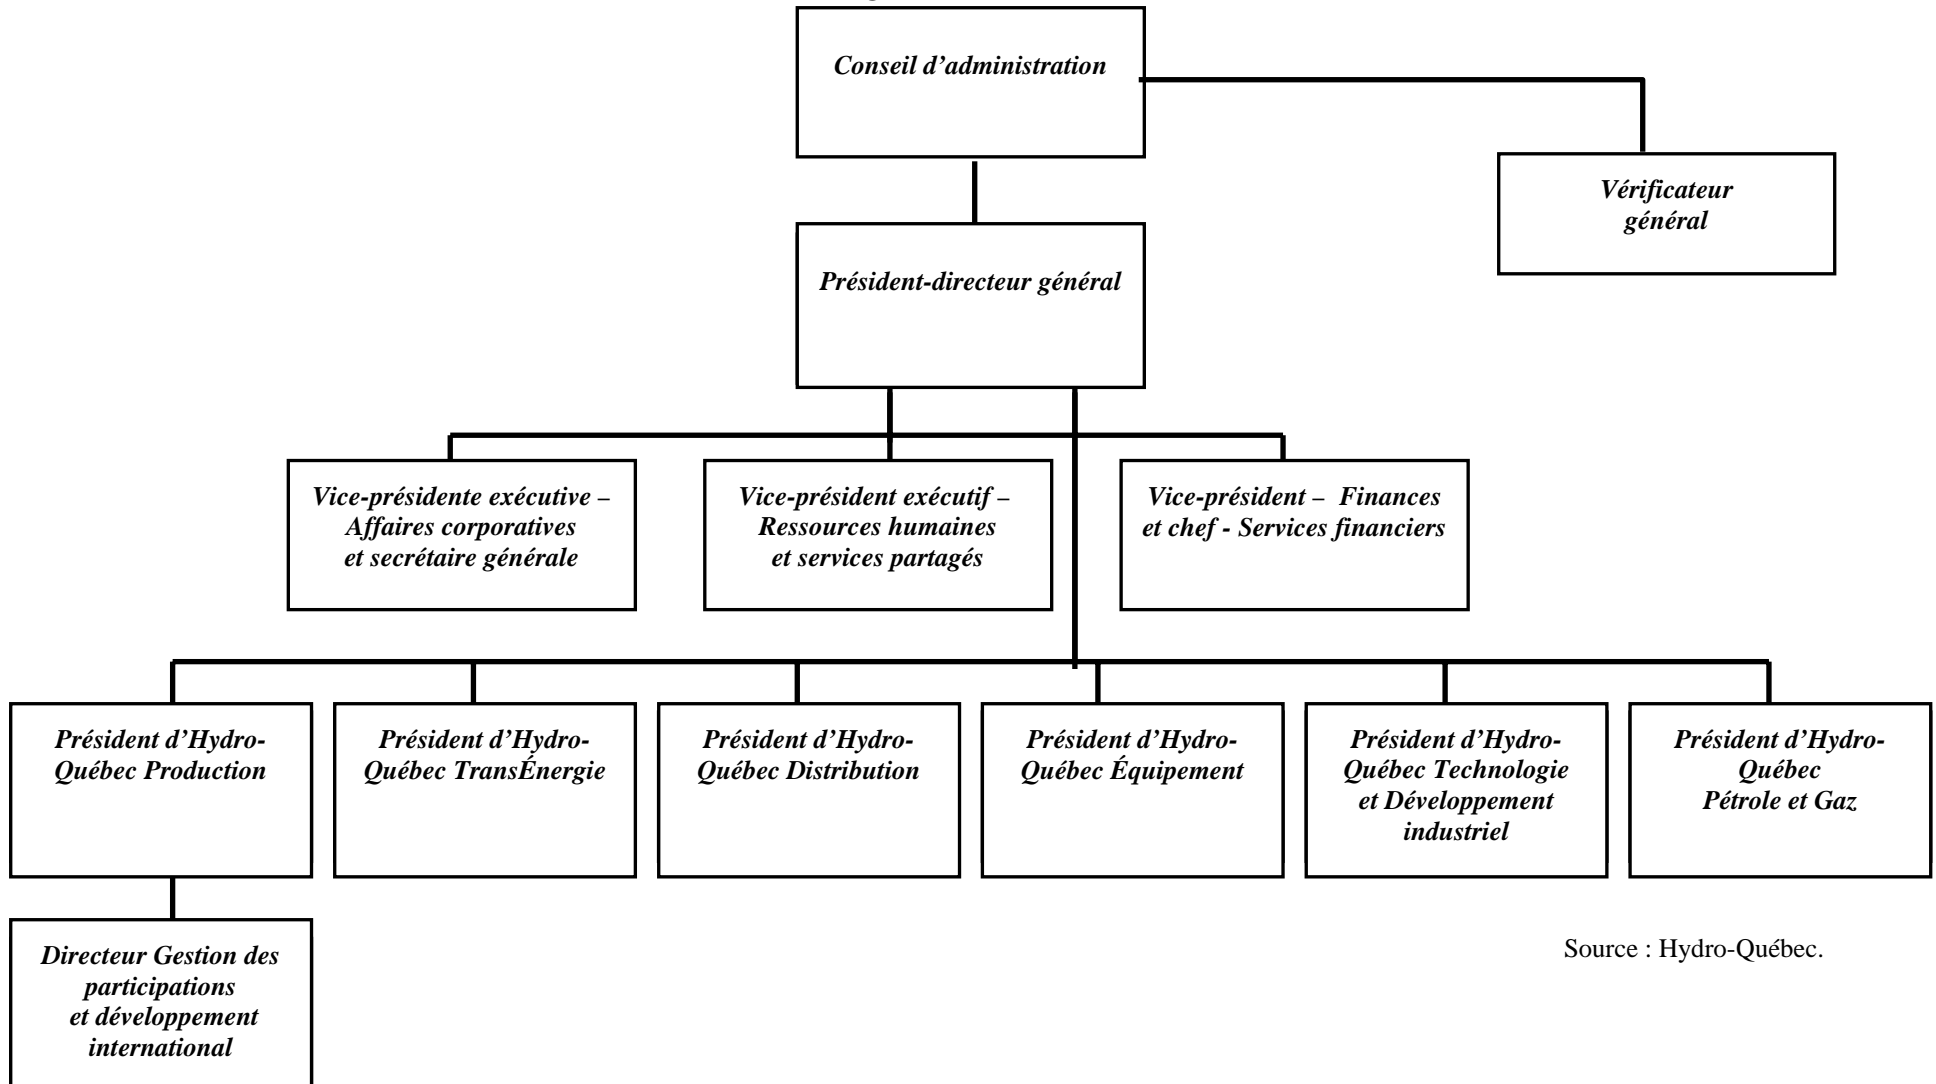 Conseil d’administration
Vérificateur
général
Président-directeur général
Vice-présidente exécutive –
Affaires corporatives
et secrétaire générale
Vice-président exécutif –
Ressources humaines
et services partagés
Vice-président –  Finances
et chef - Services financiers
Président d’Hydro-
Québec Production
Président d’Hydro-
Québec TransÉnergie
Président d’Hydro-
Québec Distribution
Président d’Hydro-
Québec Équipement
Président d’Hydro-
Québec Technologie
et Développement
industriel
Président d’Hydro-
Québec
Pétrole et Gaz
Directeur Gestion des
participations
et développement
international
Source : Hydro-Québec.